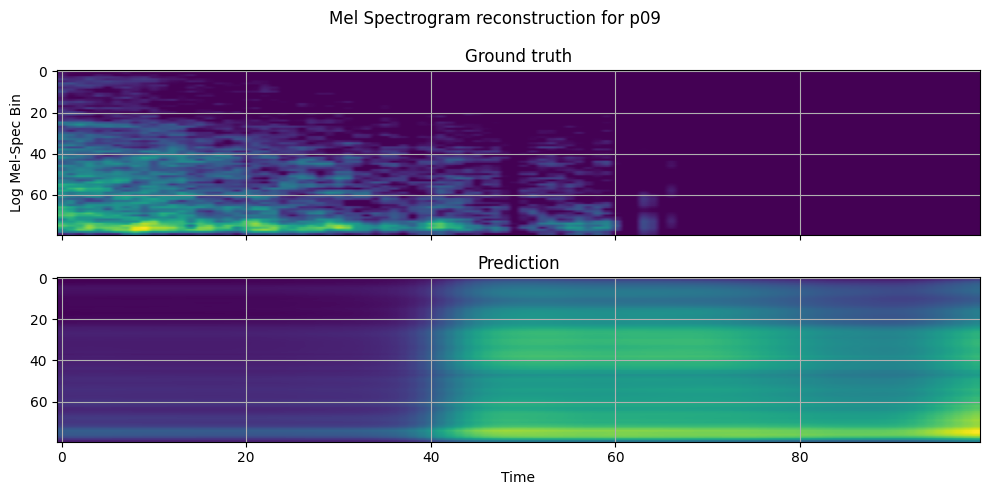 Mel Spectrogram reconstruction for p09
Ground truth
Log Mel-Spec Bin
0
20
40
60
Prediction
0
20
40
60
0 20 40 60 80
Time